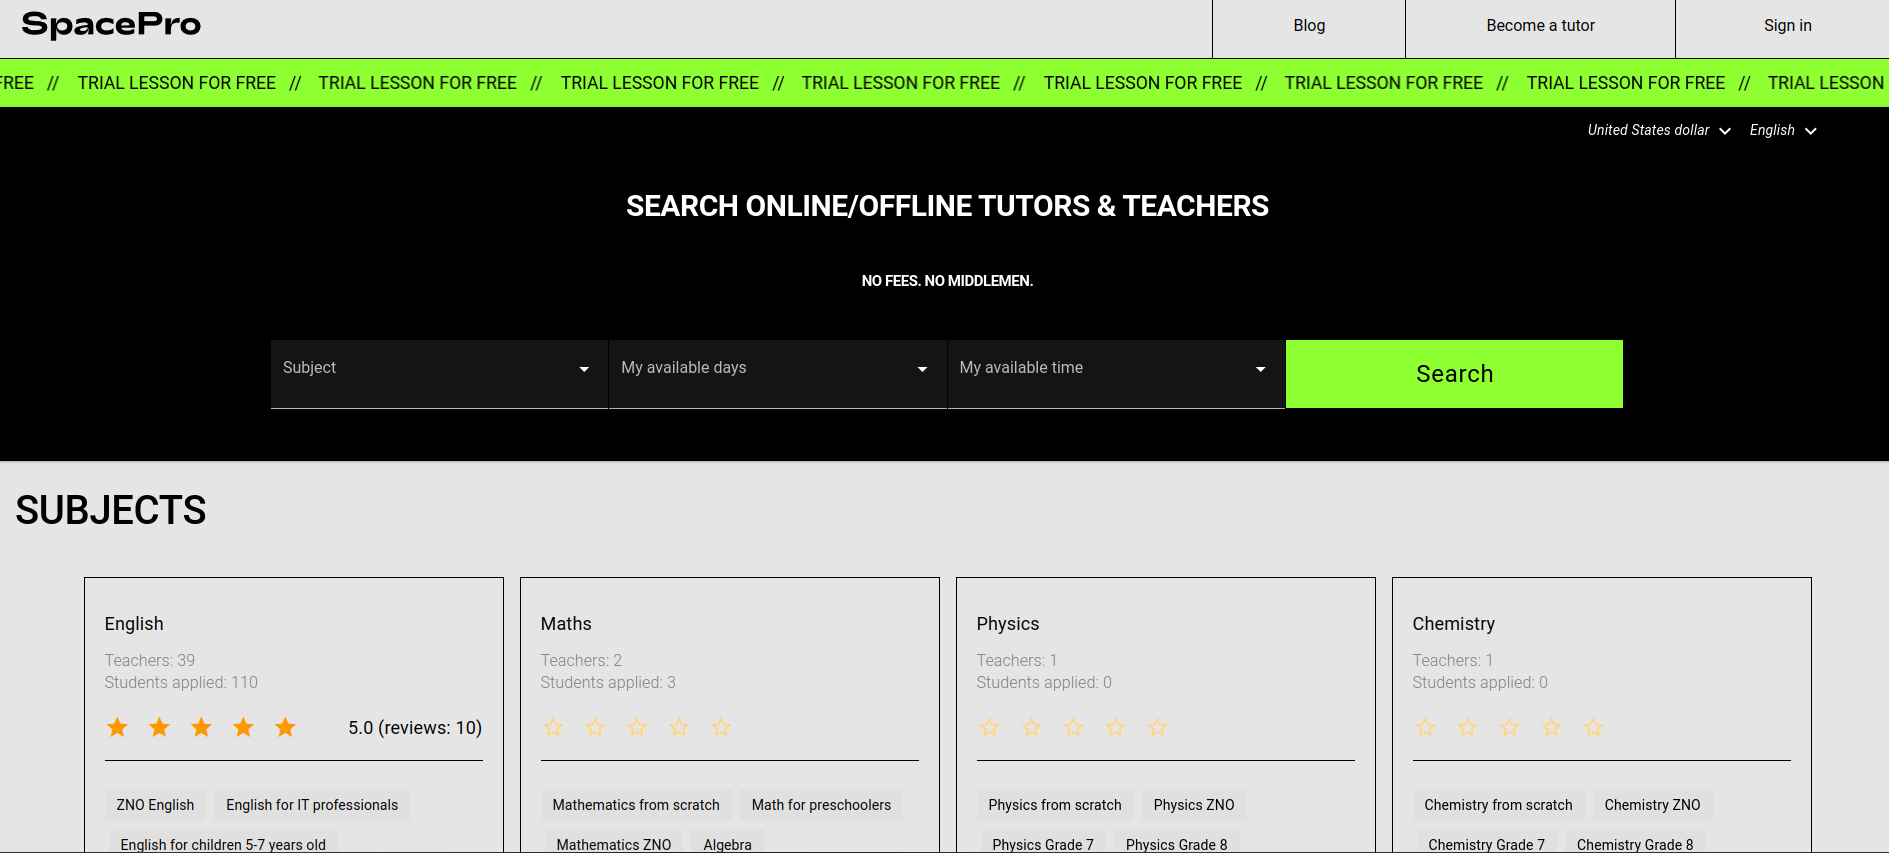 SpacePro
Blog
Become a tutor
Sign in
FREE // TRIAL LESSON FOR FREE // TRIAL LESSON FOR FREE // TRIAL LESSON FOR FREE // TRIAL LESSON FOR FREE // TRIAL LESSON FOR FREE // TRIAL LESSON FOR FREE // TRIAL LESSON FOR FREE // TRIAL LESSON
United States dollar
English
SEARCH ONLINE/OFFLINE TUTORS & TEACHERS
NO FEES. NO MIDDLEMEN.
Subject
My available days
My available time
Search
SUBJECTS
English
Teachers: 39
Students applied: 110
5.0 (reviews: 10)
ZNO English
English for IT professionals
English for children 5-7 years old
Maths
Teachers: 2
Students applied: 3
Mathematics from scratch
Math for preschoolers
Mathematics ZNO
Algebra
Physics
Teachers: 1
Students applied: 0
Physics from scratch
Physics ZNO
Physics Grade 7
Physics Grade 8
Chemistry
Teachers: 1
Students applied: 0
Chemistry from scratch
Chemistry ZNO
Chemistry Grade 7
Chemistry Grade 8